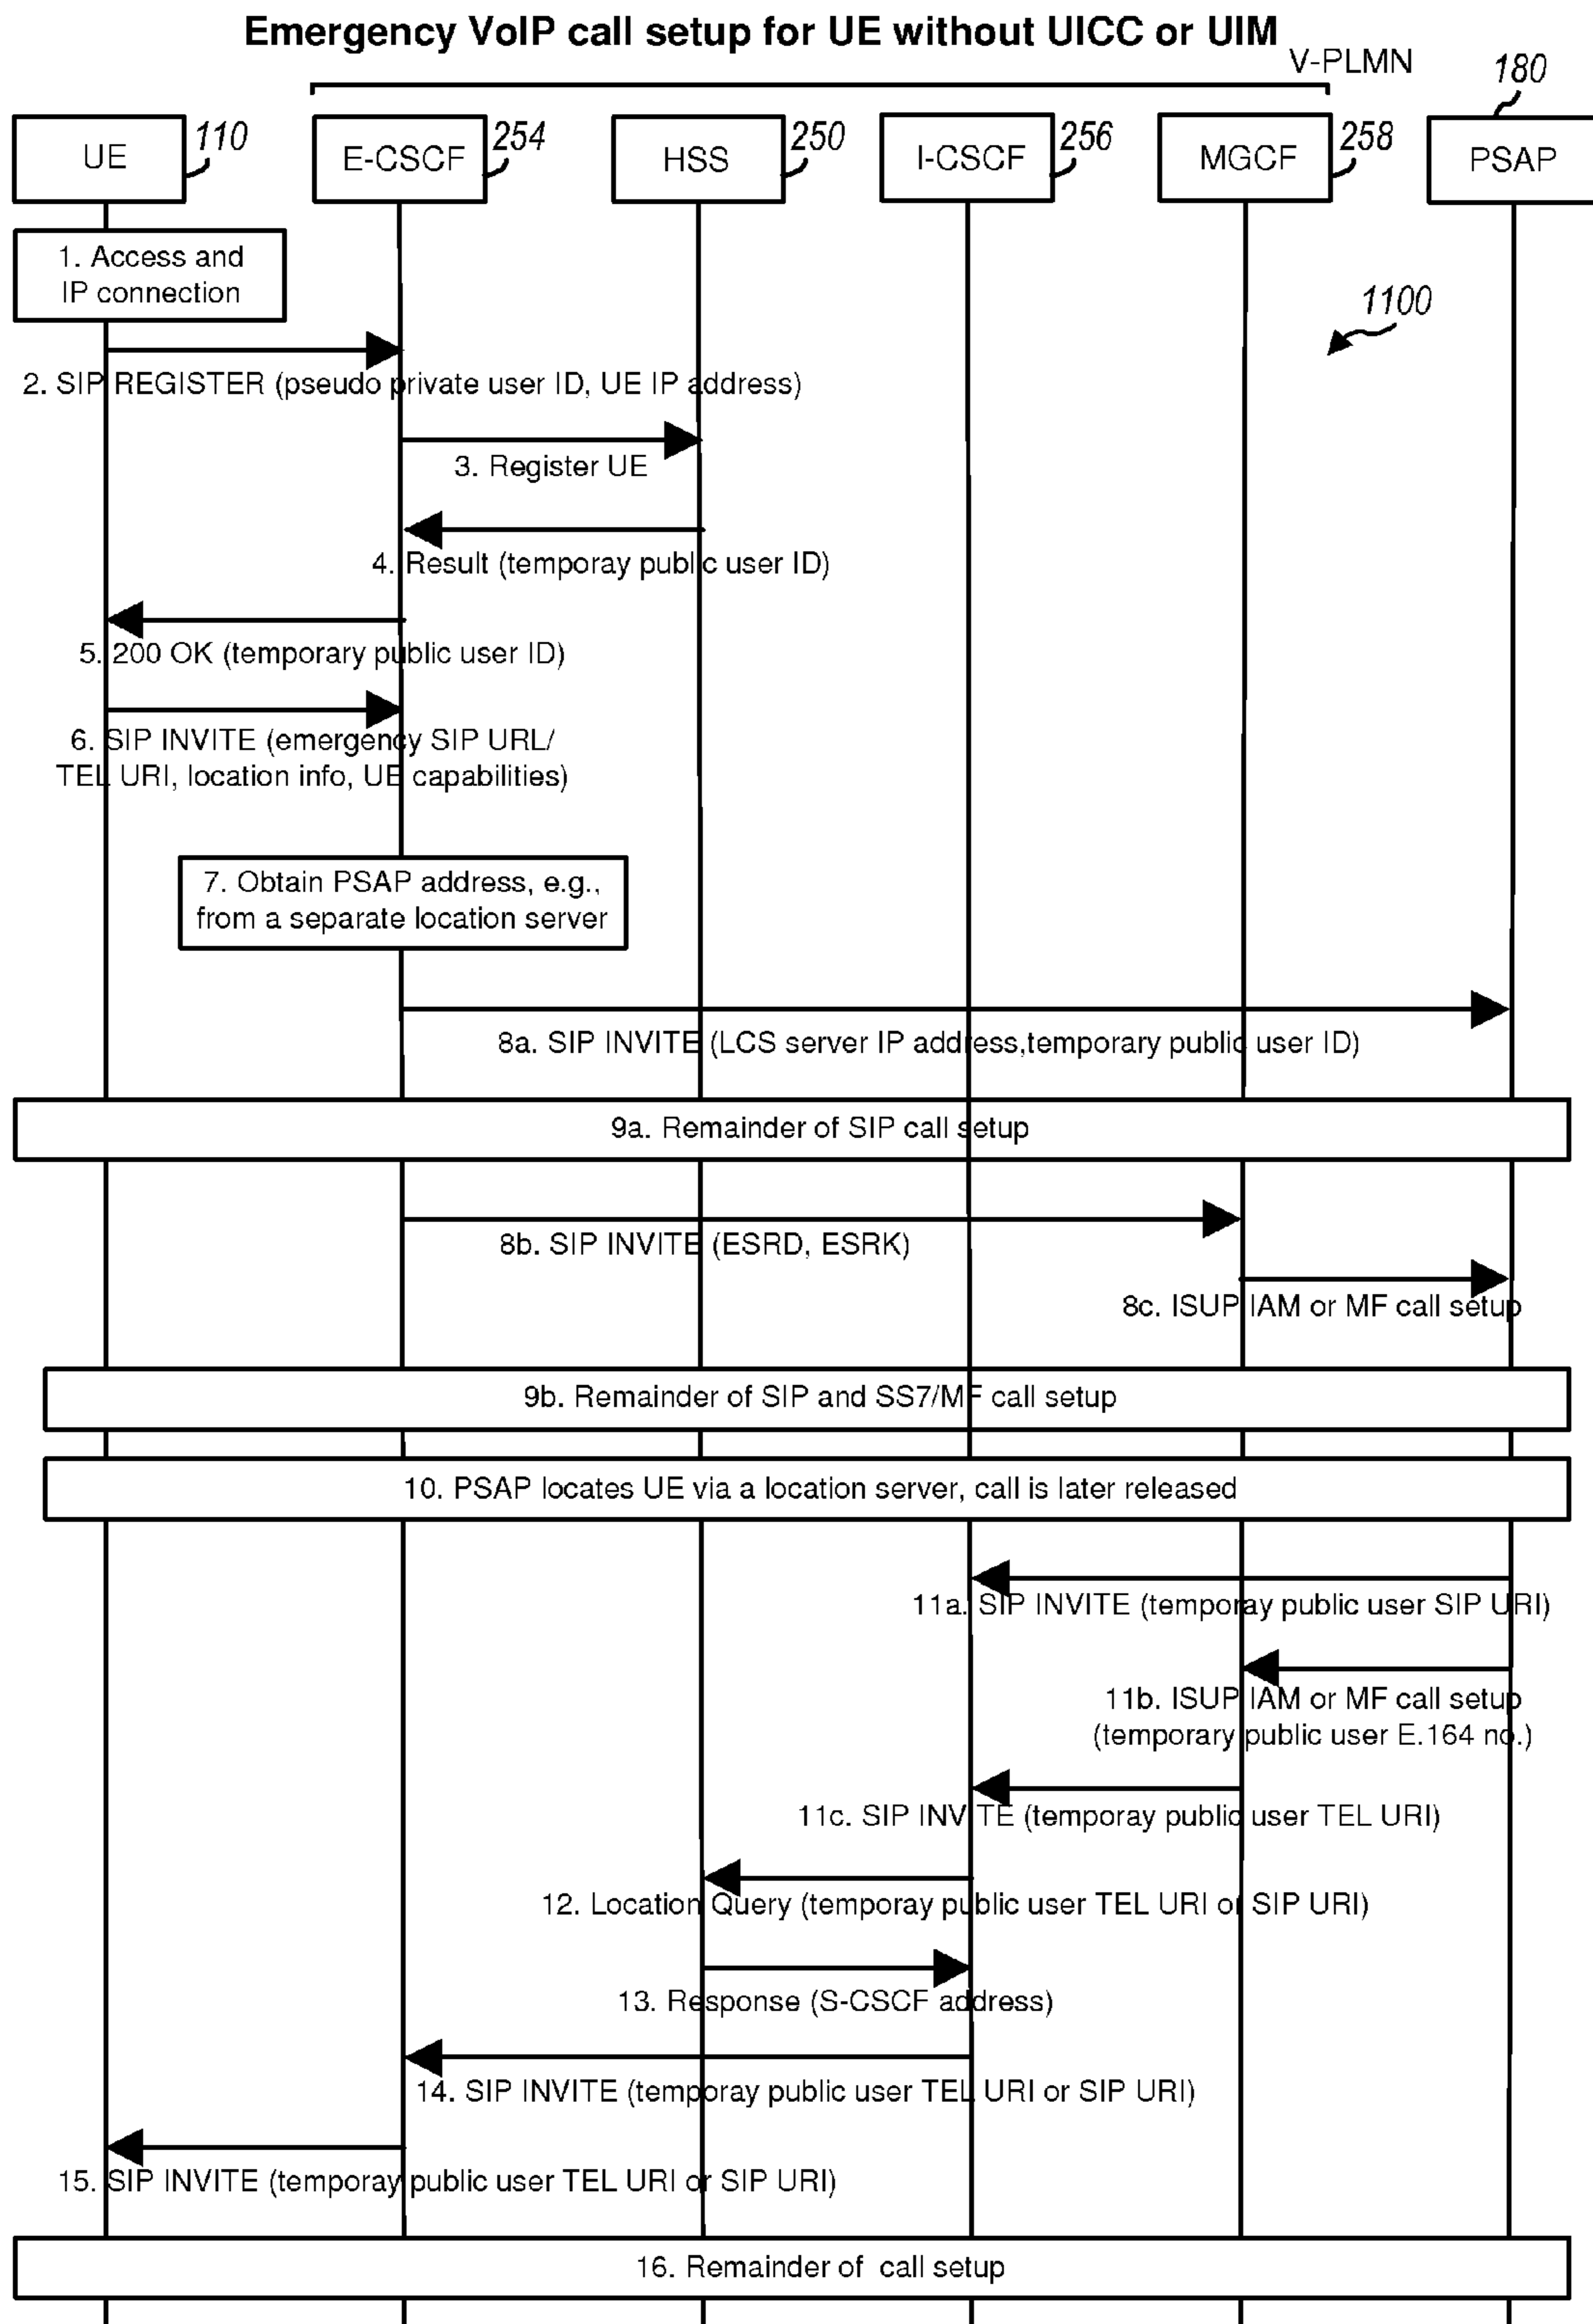 Emergency VoIP call setup for UE without UICC or UIM
V-PLMN
180
UE
110
E-CSCF
254
HSS
250
I-CSCF
256
MGCF
258
PSAP
1. Access and
IP connection
1100
2. SIP REGISTER (pseudo private user ID, UE IP address)
3. Register UE
4. Result (temporay public user ID)
5. 200 OK (temporary public user ID)
6. SIP INVITE (emergency SIP URL/
TEL URI, location info, UE capabilities)
7. Obtain PSAP address, e.g.,
from a separate location server
8a. SIP INVITE (LCS server IP address,temporary public user ID)
9a. Remainder of SIP call setup
8b. SIP INVITE (ESRD, ESRK)
8c. ISUP IAM or MF call setup
9b. Remainder of SIP and SS7/MF call setup
10. PSAP locates UE via a location server, call is later released
11a. SIP INVITE (temporay public user SIP URI)
11b. ISUP IAM or MF call setup
(temporary public user E.164 no.)
11c. SIP INVITE (temporay public user TEL URI)
12. Location Query (temporay public user TEL URI or SIP URI)
13. Response (S-CSCF address)
14. SIP INVITE (temporay public user TEL URI or SIP URI)
15. SIP INVITE (temporay public user TEL URI or SIP URI)
16. Remainder of call setup